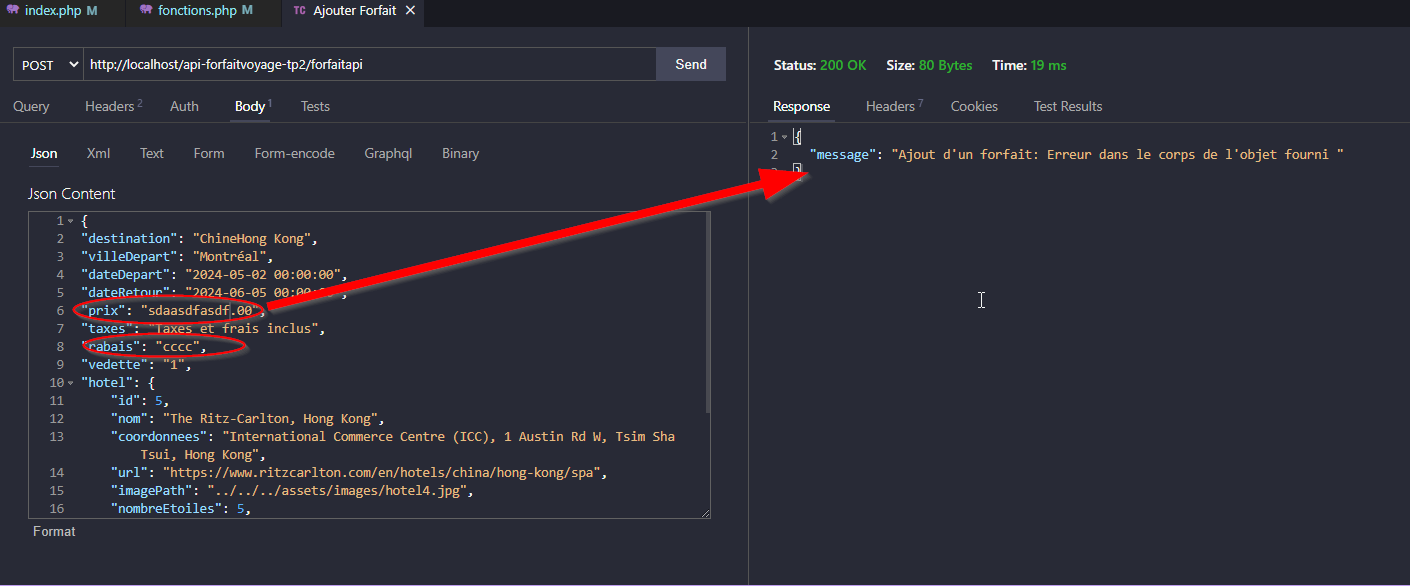 index.php M fonctions.php M TC Ajouter Forfait
POST http://localhost/api-forfaitvoyage-tp2/forfaitapi Send
Query Headers 2 Auth Body 1 Tests
Json Xml Text Form Form-encode Graphql Binary
Json Content
1 {
2 "destination": "ChineHong Kong",
3 "villeDepart": "Montréal",
4 "dateDepart": "2024-05-02 00:00:00",
5 "dateRetour": "2024-06-05 00:00:00",
6 "prix": "sdaasdfasdf.00",
7 "taxes": "Taxes et frais inclus",
8 "rabais": "cccc",
9 "vedette": "1",
10 "hotel": {
11 "id": 5,
12 "nom": "The Ritz-Carlton, Hong Kong",
13 "coordonnees": "International Commerce Centre (ICC), 1 Austin Rd W, Tsim Sha
Tsui, Hong Kong",
14 "url": "https://www.ritzcarlton.com/en/hotels/china/hong-kong/spa",
15 "imagePath": "../../../assets/images/hotel4.jpg",
16 "nombreEtoiles": 5,
Format
Status: 200 OK Size: 80 Bytes Time: 19 ms
Response Headers 7 Cookies Test Results
1 {
2 "message": "Ajout d'un forfait: Erreur dans le corps de l'objet fourni "
}